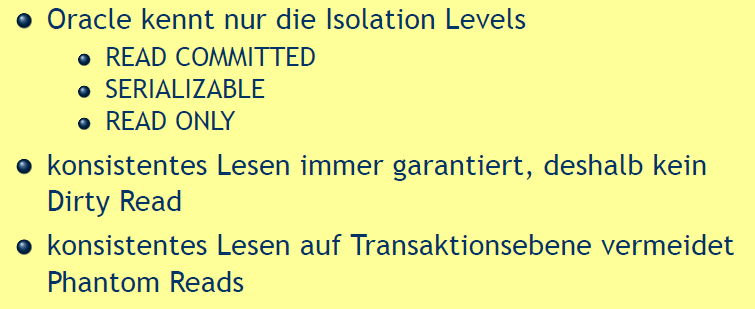 Oracle kennt nur die Isolation Levels
READ COMMITTED
SERIALIZABLE
READ ONLY
konsistentes Lesen immer garantiert, deshalb kein
Dirty Read
konsistentes Lesen auf Transaktionsebene vermeidet
Phantom Reads